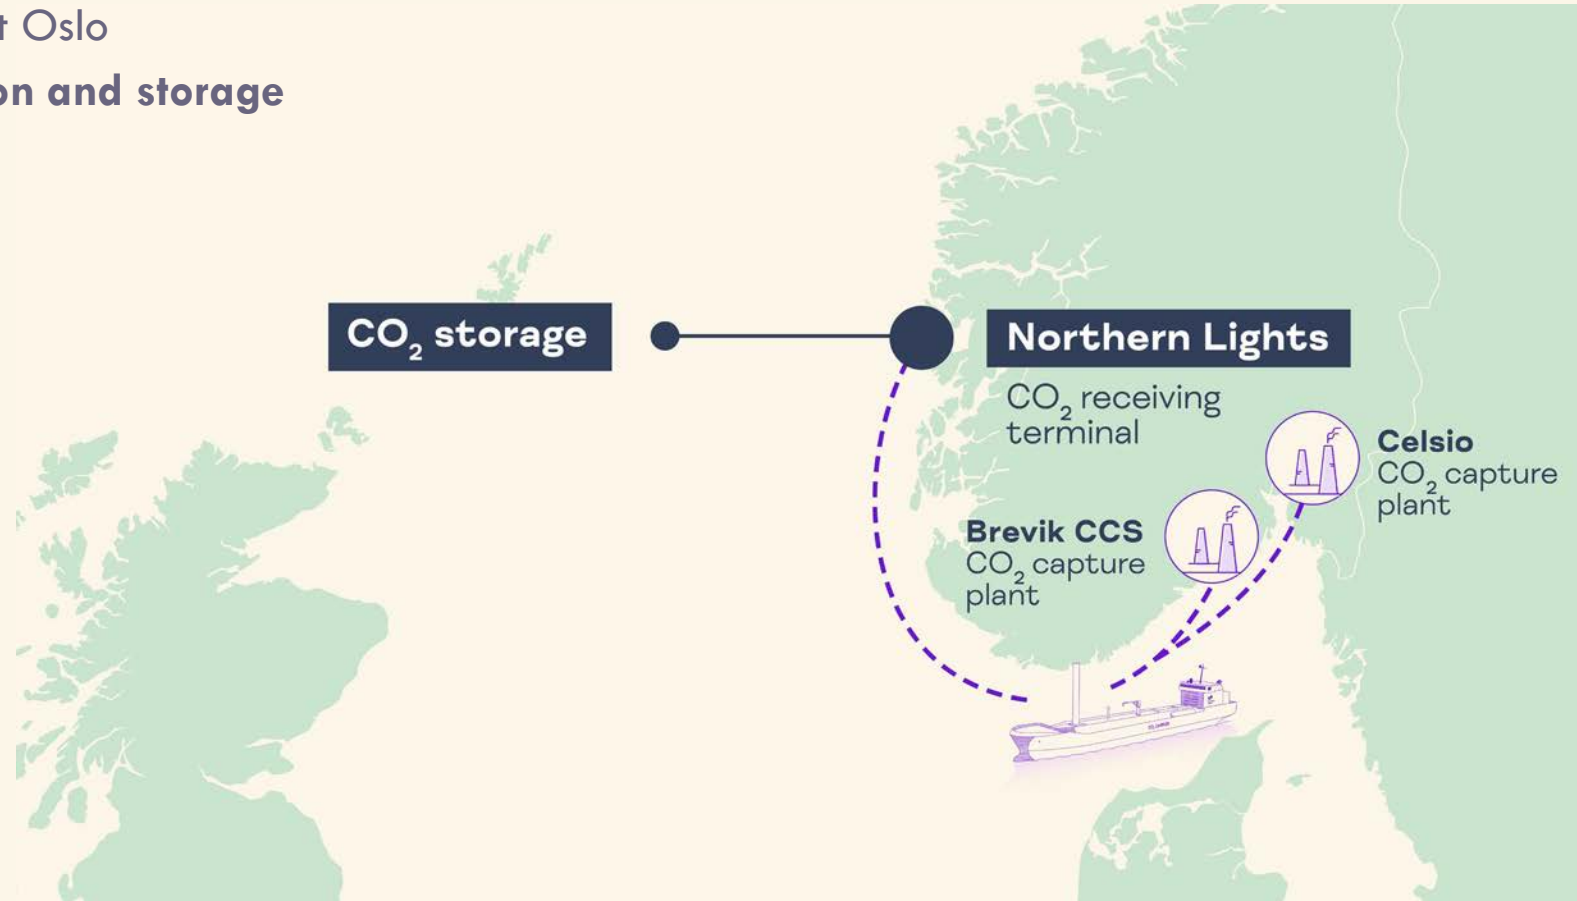 t Oslo
on and storage
CO₂ storage
Northern Lights
CO₂ receiving
terminal
Celsio
CO₂ capture
plant
Brevik CCS
CO₂ capture
plant